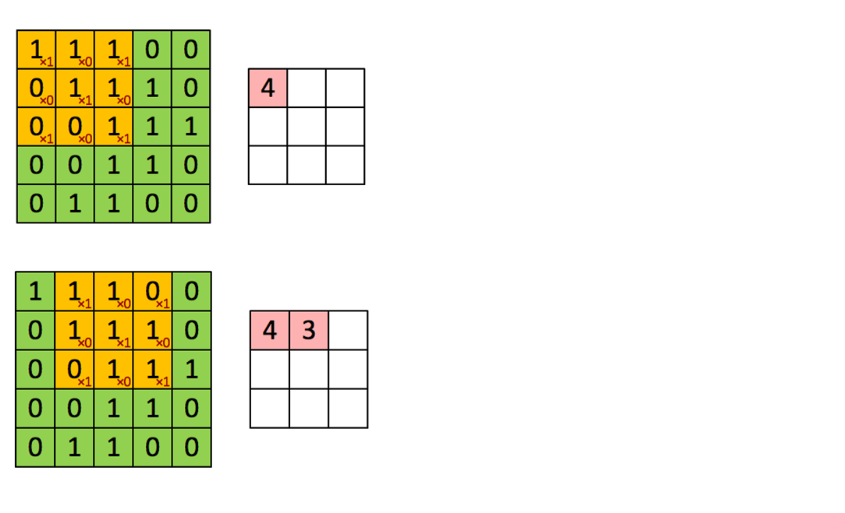 1×1 1×0 1×1 0 0
0×0 1×1 1×0 1 0
4
0×1 0×0 1×1 1 1
0 0 1 1 0
0 1 1 0 0
1 1×1 1×0 0×1 0
0 1×0 1×1 1×0 0
4 3
0 0×1 1×0 1×1 1
0 0 1 1 0
0 1 1 0 0